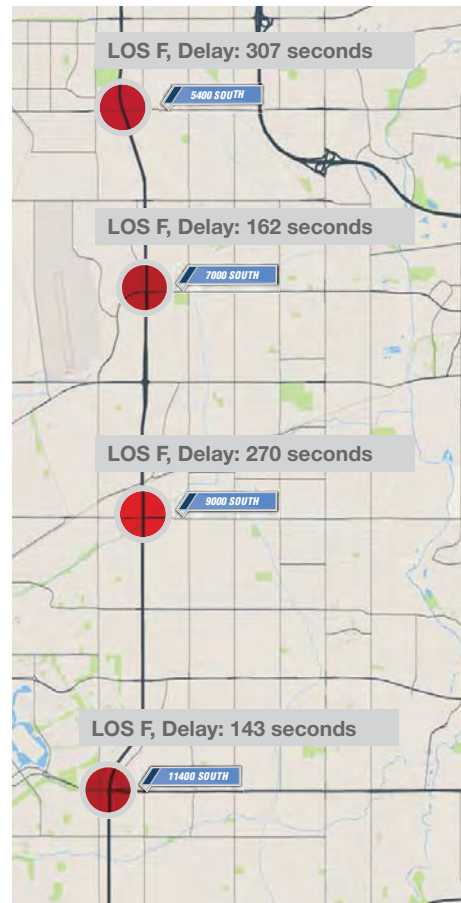 LOS F, Delay: 307 seconds
5400 SOUTH
LOS F, Delay: 162 seconds
7000 SOUTH
LOS F, Delay: 270 seconds
9000 SOUTH
LOS F, Delay: 143 seconds
11400 SOUTH